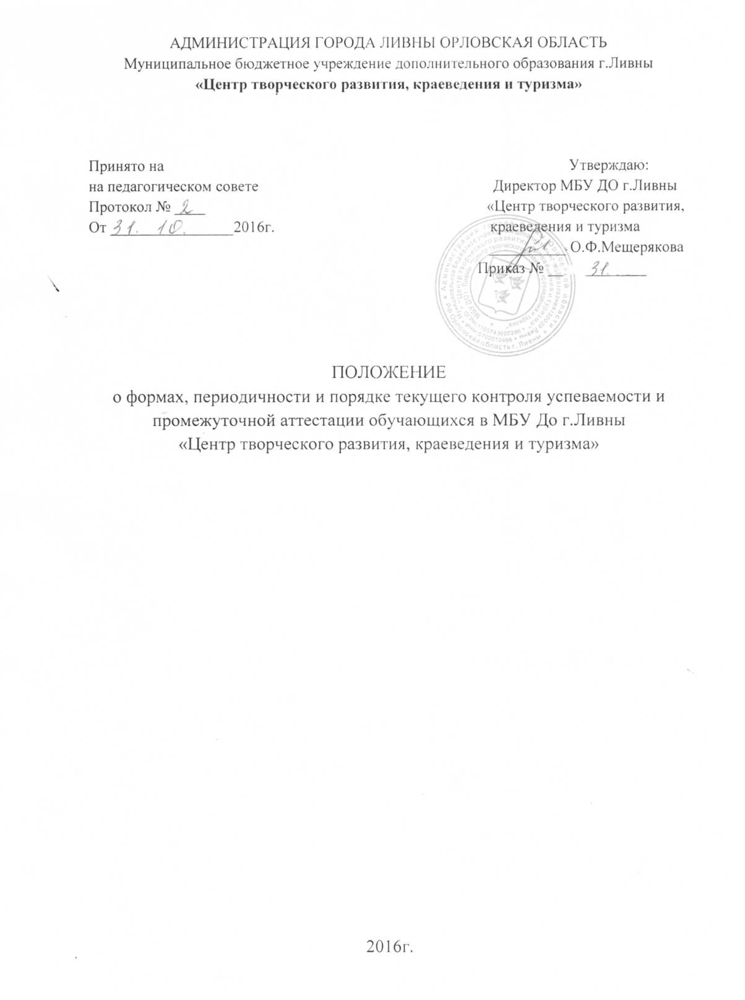 АДМИНИСТРАЦИЯ ГОРОДА ЛИВНЫ ОРЛОВСКАЯ ОБЛАСТЬ
Муниципальное бюджетное учреждение дополнительного образования г.Ливны
«Центр творческого развития, краеведения и туризма»
Принято на
на педагогическом совете
Протокол № 2
От 31. 10. 2016г.
Утверждаю:
Директор МБУ ДО г.Ливны
«Центр творческого развития,
краеведения и туризма
О.Ф.Мещерякова
Приказ № __ 31.
ПОЛОЖЕНИЕ
о формах, периодичности и порядке текущего контроля успеваемости и
промежуточной аттестации обучающихся в МБУ До г.Ливны
«Центр творческого развития, краеведения и туризма»
2016г.